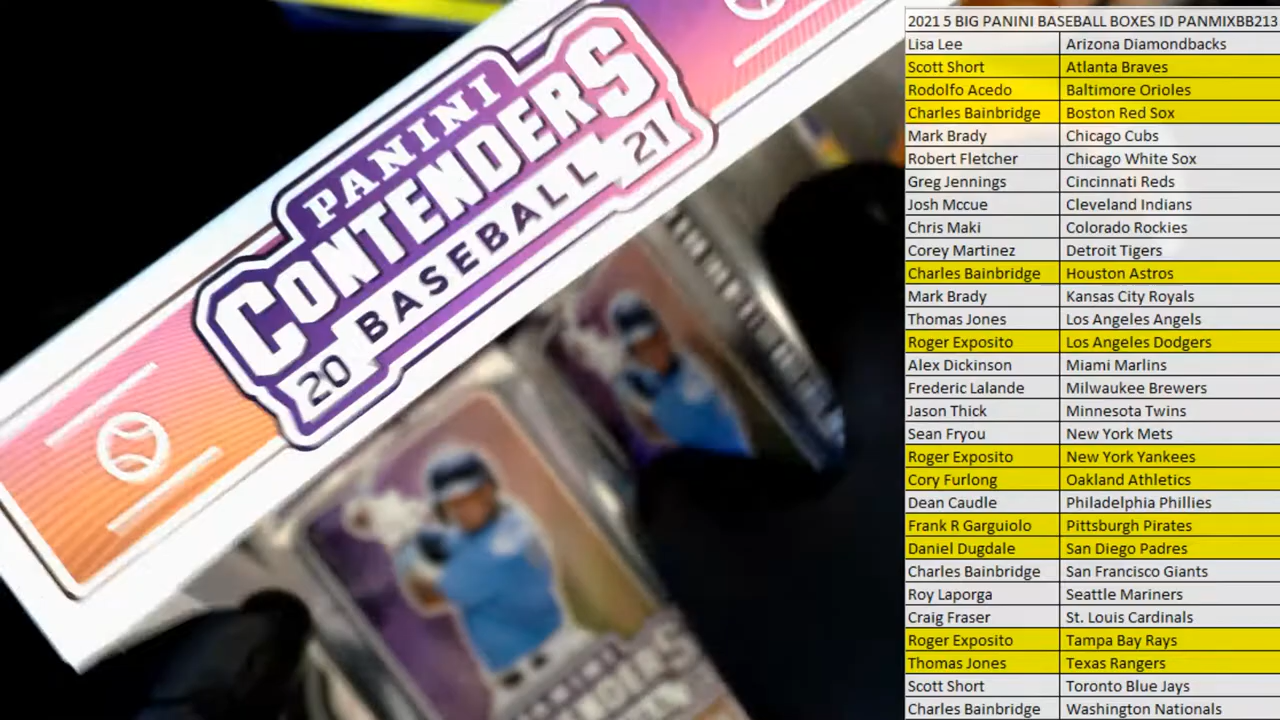 PANINI
CONTENDERS
20 BASEBALL 21
PANINI
2021 5 BIG PANINI BASEBALL BOXES ID PANMIXBB213
Lisa Lee Arizona Diamondbacks
Scott Short Atlanta Braves
Rodolfo Acedo Baltimore Orioles
Charles Bainbridge Boston Red Sox
Mark Brady Chicago Cubs
Robert Fletcher Chicago White Sox
Greg Jennings Cincinnati Reds
Josh Mccue Cleveland Indians
Chris Maki Colorado Rockies
Corey Martinez Detroit Tigers
Charles Bainbridge Houston Astros
Mark Brady Kansas City Royals
Thomas Jones Los Angeles Angels
Roger Exposito Los Angeles Dodgers
Alex Dickinson Miami Marlins
Frederic Lalande Milwaukee Brewers
Jason Thick Minnesota Twins
Sean Fryou New York Mets
Roger Exposito New York Yankees
Cory Furlong Oakland Athletics
Dean Caudle Philadelphia Phillies
Frank R Garguiolo Pittsburgh Pirates
Daniel Dugdale San Diego Padres
Charles Bainbridge San Francisco Giants
Roy Laporga Seattle Mariners
Craig Fraser St. Louis Cardinals
Roger Exposito Tampa Bay Rays
Thomas Jones Texas Rangers
Scott Short Toronto Blue Jays
Charles Bainbridge Washington Nationals